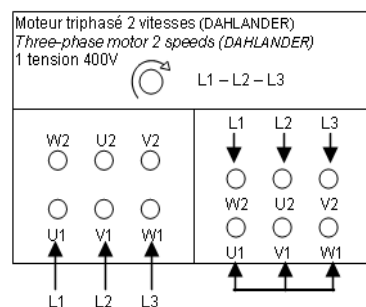 Moteur triphasé 2 vitesses (DAHLANDER)
Three-phase motor 2 speeds (DAHLANDER)
1 tension 400V
L1 – L2 – L3
W2 U2 V2
U1 V1 W1
L1 L2 L3
L1 L2 L3
W2 U2 V2
U1 V1 W1